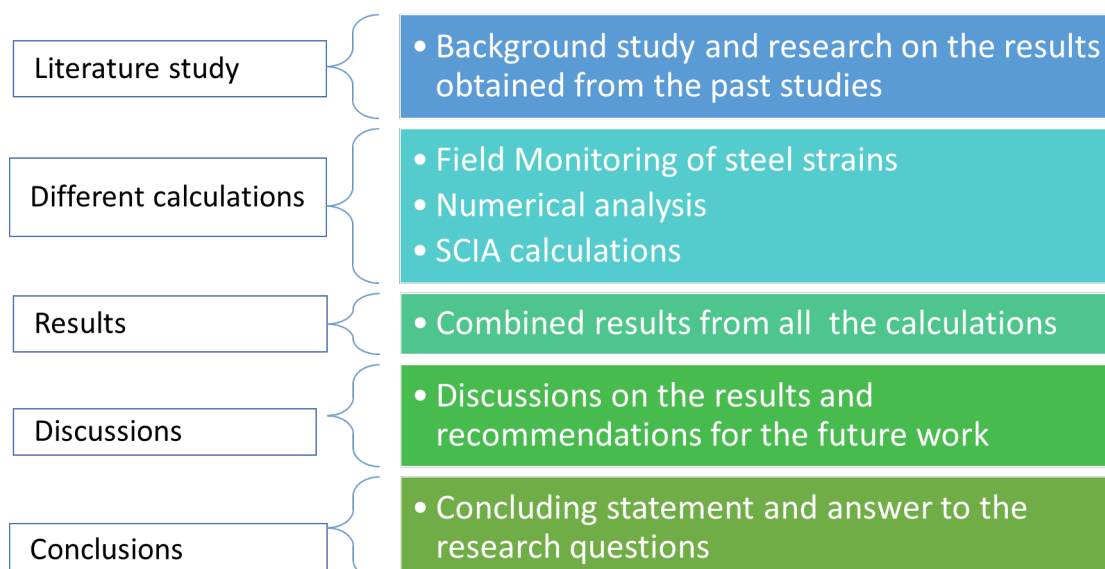 Literature study
• Background study and research on the results
obtained from the past studies
Different calculations
• Field Monitoring of steel strains
• Numerical analysis
• SCIA calculations
Results
• Combined results from all  the calculations
Discussions
• Discussions on the results and
recommendations for the future work
Conclusions
• Concluding statement and answer to the
research questions